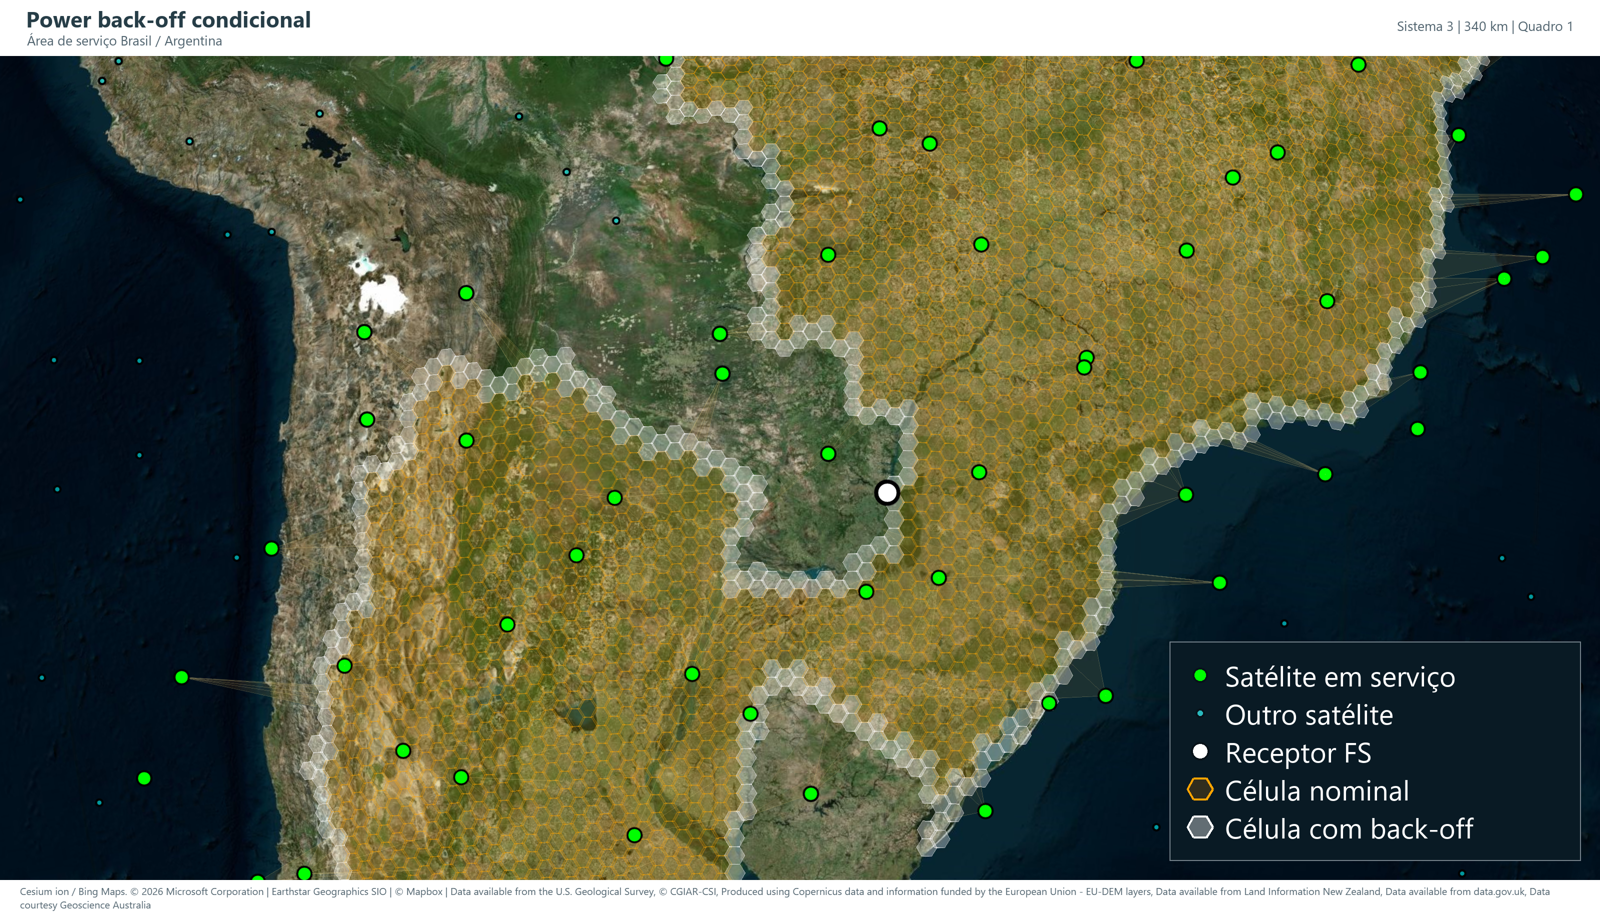 Power back-off condicional
Área de serviço Brasil / Argentina
Sistema 3 | 340 km | Quadro 1
Satélite em serviço
Outro satélite
Receptor FS
Célula nominal
Célula com back-off
Cesium ion / Bing Maps. © 2026 Microsoft Corporation | Earthstar Geographics SIO | © Mapbox | Data available from the U.S. Geological Survey, © CGIAR-CSI, Produced using Copernicus data and information funded by the European Union - EU-DEM layers, Data available from Land Information New Zealand, Data available from data.gov.uk, Data
courtesy Geoscience Australia